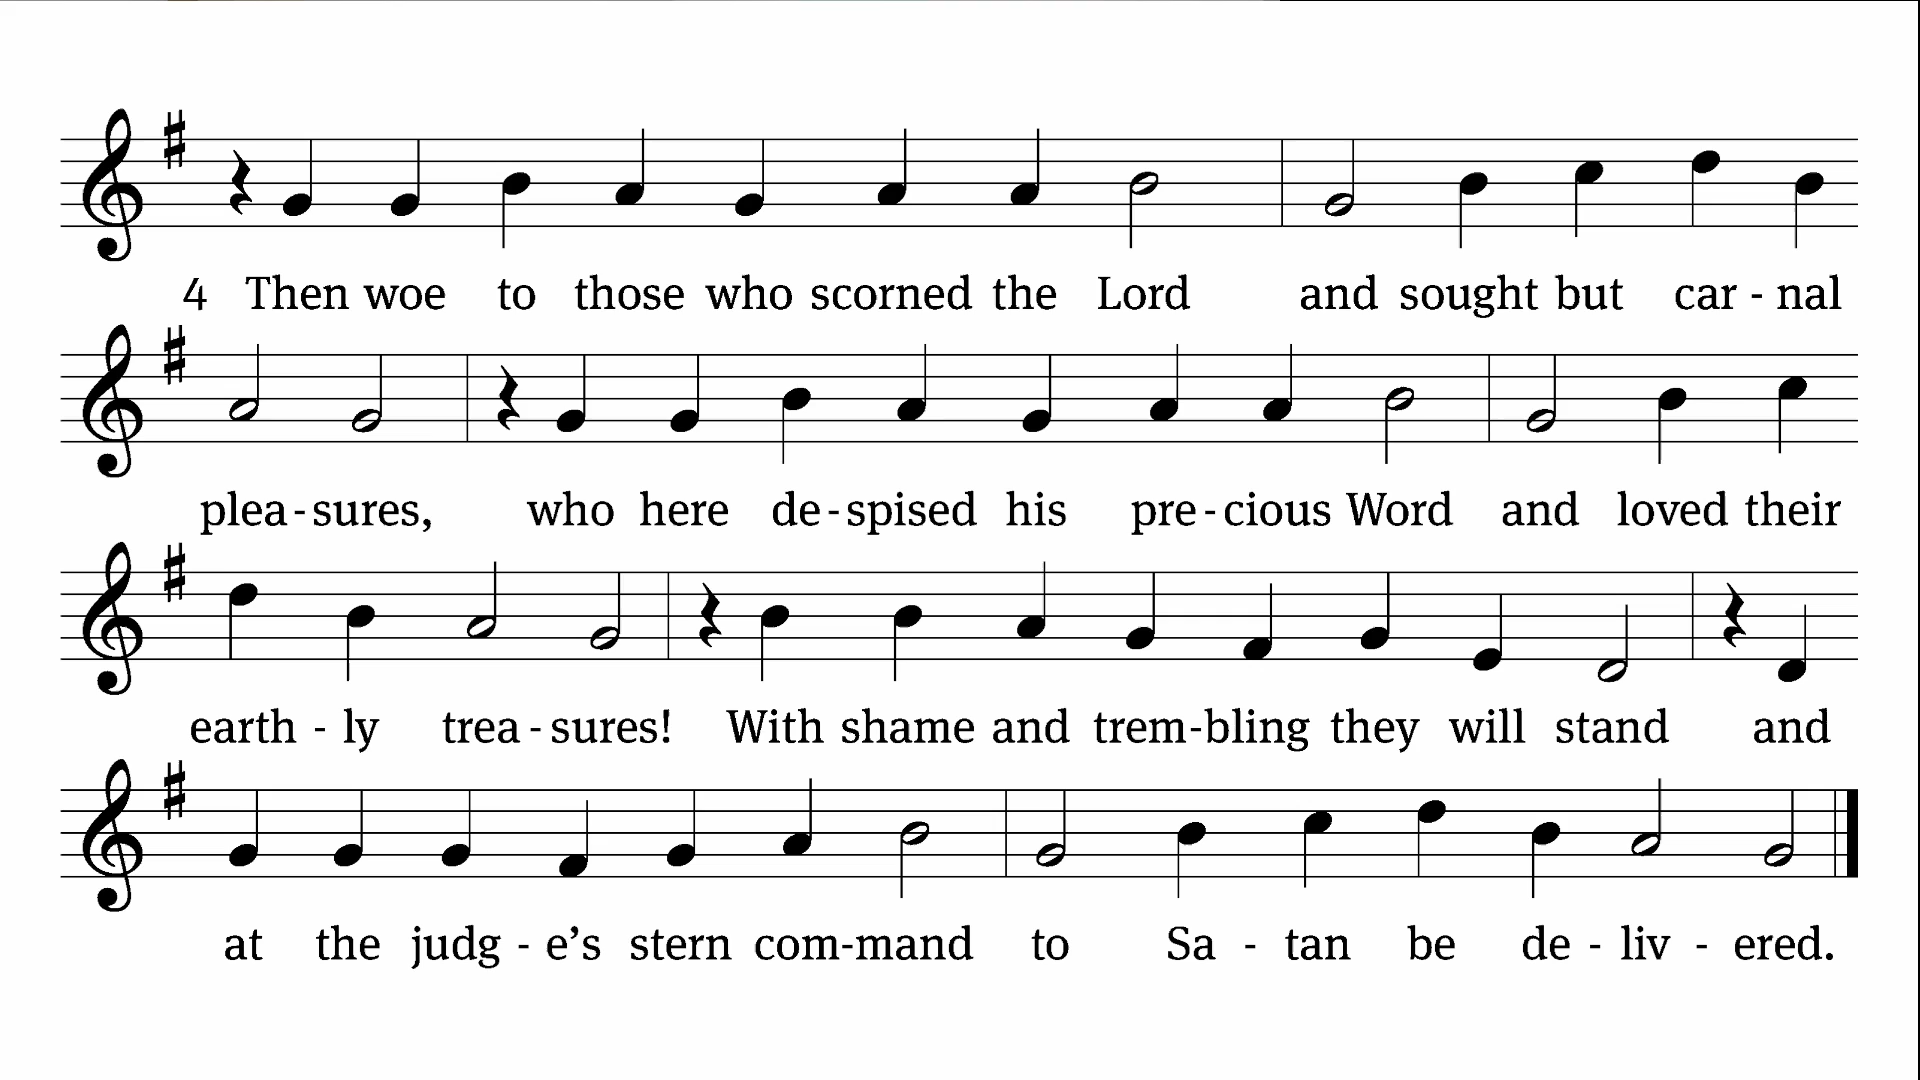 4 Then woe to those who scorned the Lord and sought but car - nal
plea - sures, who here de - spised his pre - cious Word and loved their
earth - ly trea - sures! With shame and trem - bling they will stand and
at the judg - e’s stern com - mand to Sa - tan be de - liv - ered.